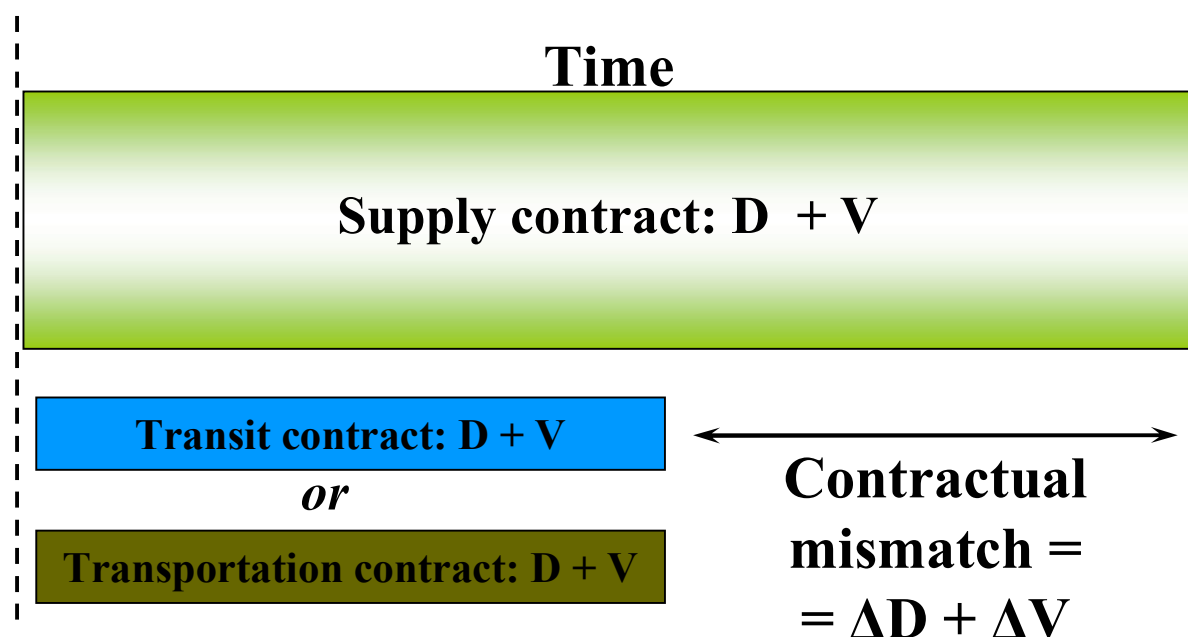 Time
Supply contract: D  + V
Transit contract: D + V
or
Transportation contract: D + V
Contractual
mismatch =
= ΔD + ΔV